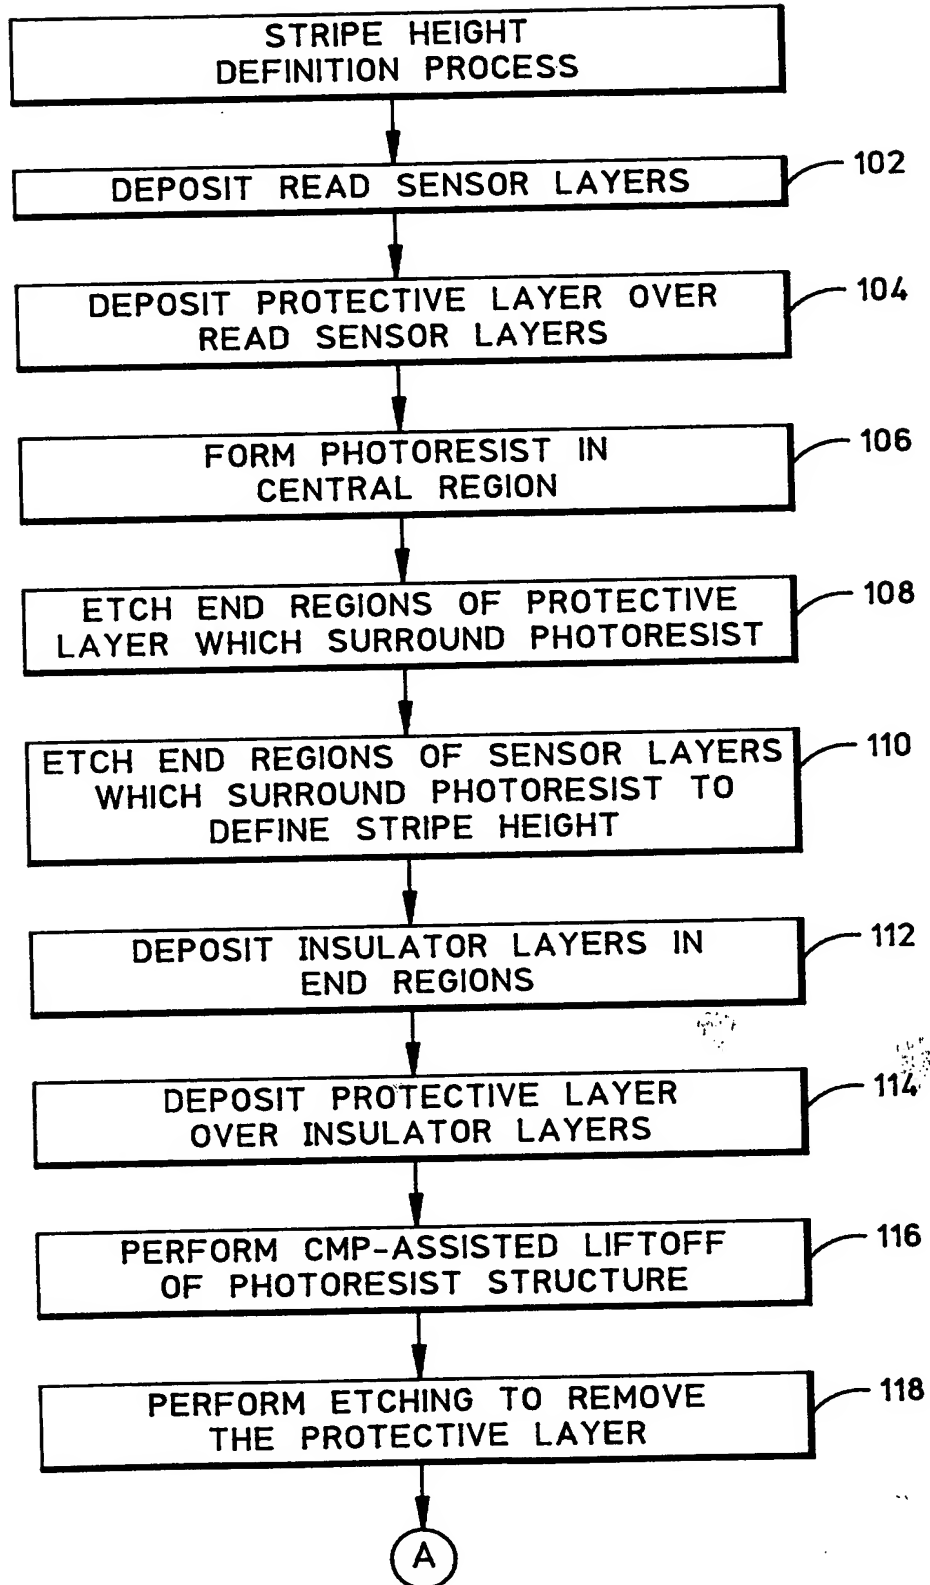 STRIPE HEIGHT
DEFINITION PROCESS
DEPOSIT READ SENSOR LAYERS
102
DEPOSIT PROTECTIVE LAYER OVER
READ SENSOR LAYERS
104
FORM PHOTORESIST IN
CENTRAL REGION
106
ETCH END REGIONS OF PROTECTIVE
LAYER WHICH SURROUND PHOTORESIST
108
ETCH END REGIONS OF SENSOR LAYERS
WHICH SURROUND PHOTORESIST TO
DEFINE STRIPE HEIGHT
110
DEPOSIT INSULATOR LAYERS IN
END REGIONS
112
DEPOSIT PROTECTIVE LAYER
OVER INSULATOR LAYERS
114
PERFORM CMP-ASSISTED LIFTOFF
OF PHOTORESIST STRUCTURE
116
PERFORM ETCHING TO REMOVE
THE PROTECTIVE LAYER
118
A